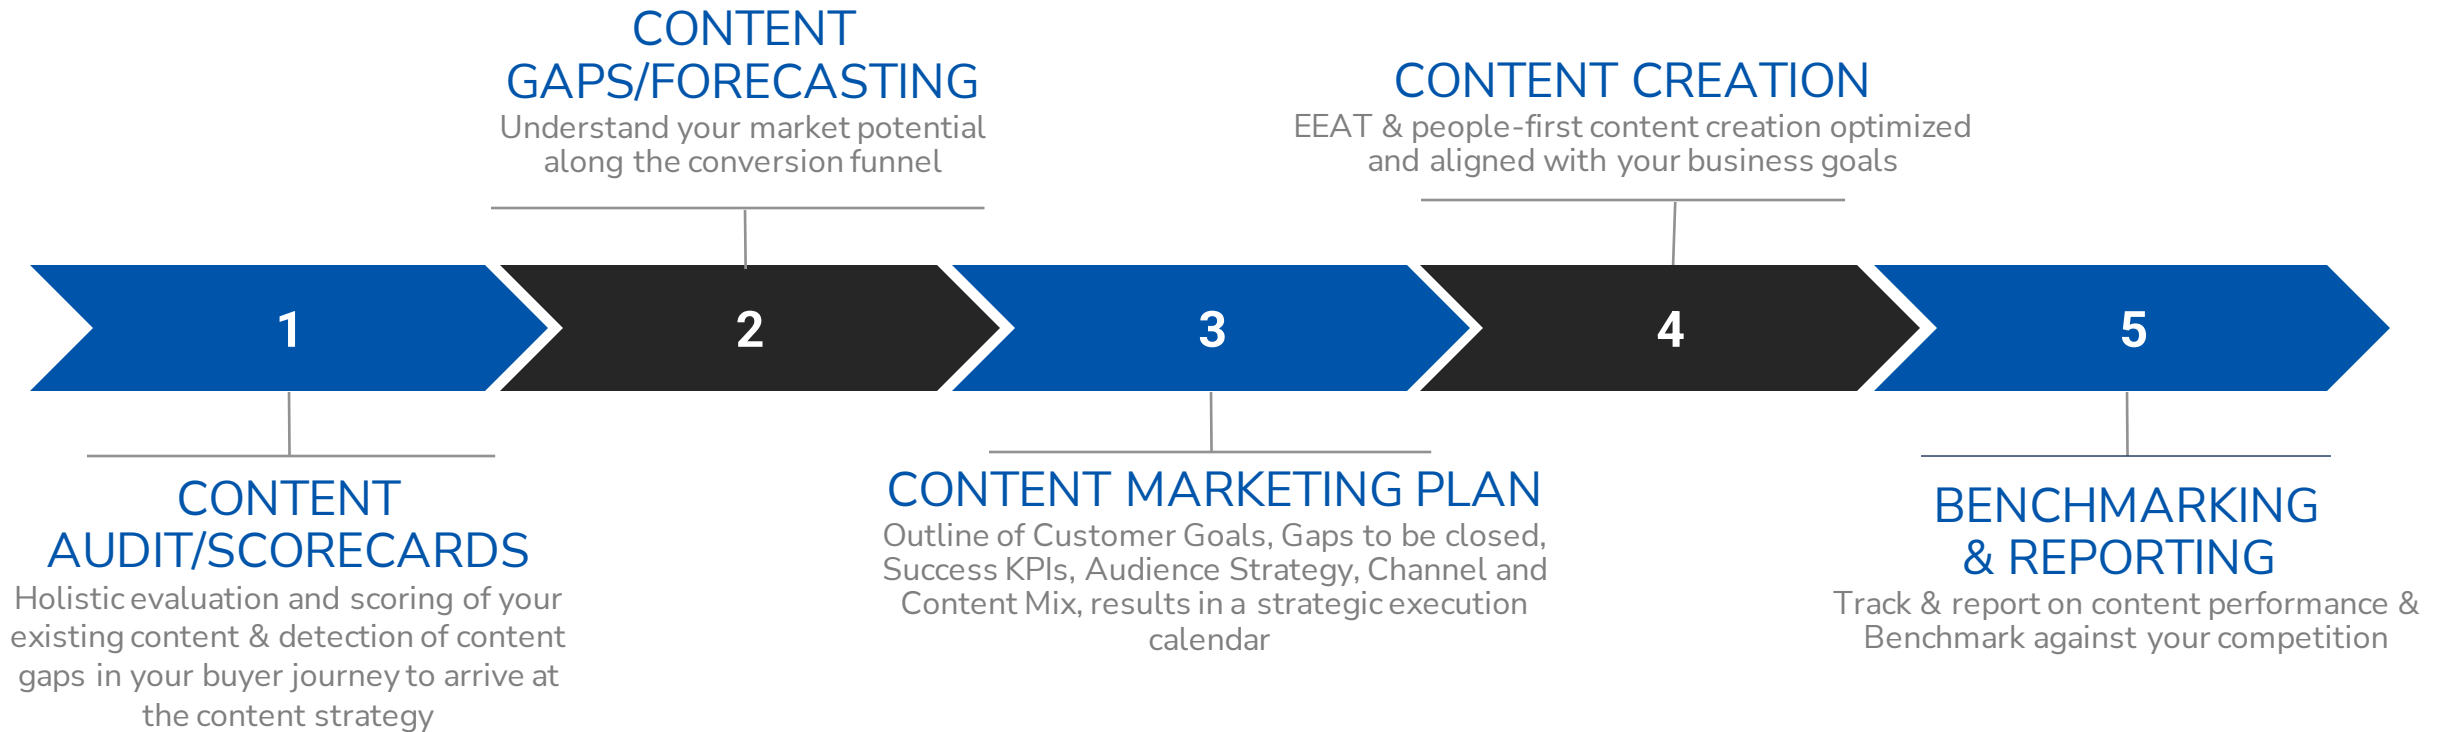 CONTENT
GAPS/FORECASTING
Understand your market potential
along the conversion funnel
CONTENT CREATION
EEAT & people-first content creation optimized
and aligned with your business goals
1
2
3
4
5
CONTENT
AUDIT/SCORECARDS
Holistic evaluation and scoring of your
existing content & detection of content
gaps in your buyer journey to arrive at
the content strategy
CONTENT MARKETING PLAN
Outline of Customer Goals, Gaps to be closed,
Success KPIs, Audience Strategy, Channel and
Content Mix, results in a strategic execution
calendar
BENCHMARKING
& REPORTING
Track & report on content performance &
Benchmark against your competition